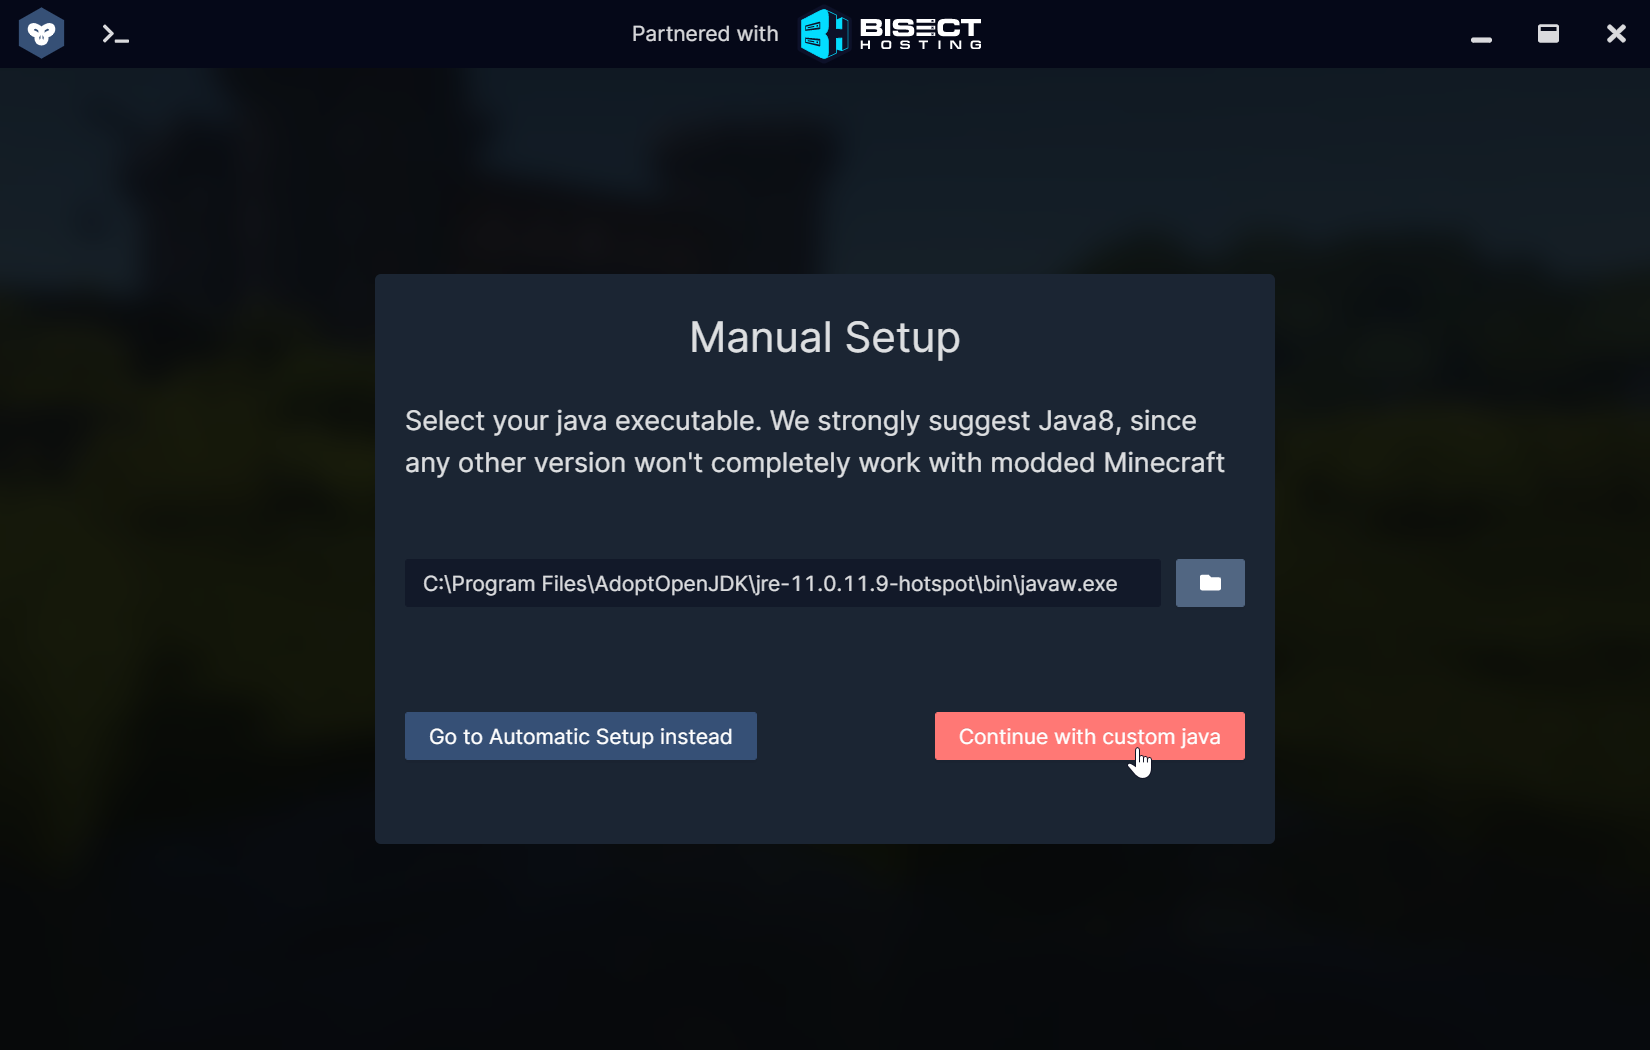 Partnered with
BISECT
HOSTING
Manual Setup
Select your java executable. We strongly suggest Java8, since
any other version won't completely work with modded Minecraft
C:\Program Files\AdoptOpenJDK\jre-11.0.11.9-hotspot\bin\javaw.exe
Go to Automatic Setup instead
Continue with custom java